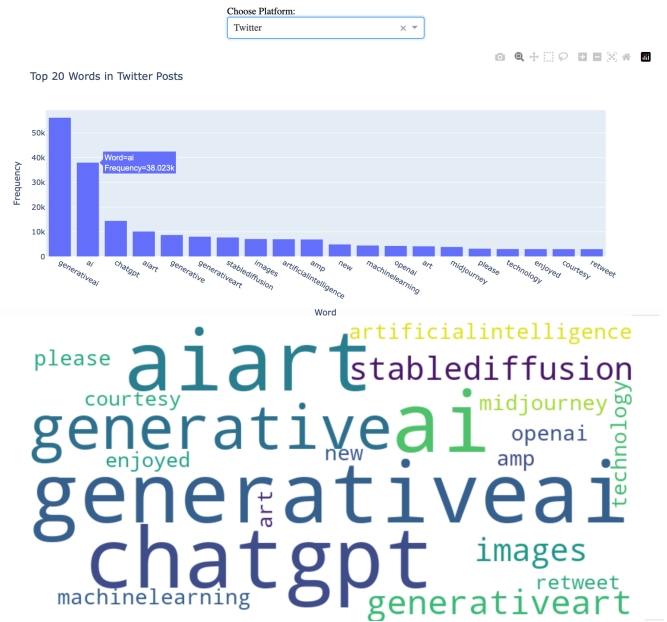 Choose Platform:
Twitter
Top 20 Words in Twitter Posts
50k
40k
30k
20k
10k
0
Frequency
Word=ai
Frequency=38.023k
generativeai
ai
chatgpt
aiart
generative
generativeart
stablediffusion
images
artificialintelligence
amp
new
machinelearning
openai
art
midjourney
please
technology
enjoyed
courtesy
retweet
Word
artificialintelligence
please
aiart
stablediffusion
courtesy
generative
ai
midjourney
technology
openai
new
enjoyed
amp
generativeai
art
chatgpt
images
retweet
machinelearning
generativeart